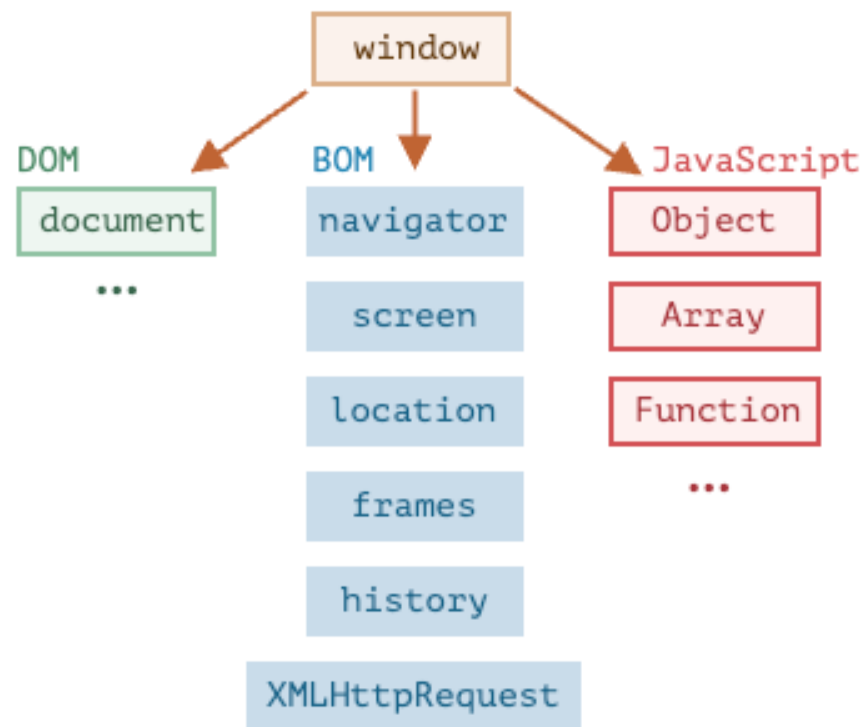 window
DOM
BOM
JavaScript
document
navigator
Object
...
screen
Array
location
Function
frames
...
history
XMLHttpRequest